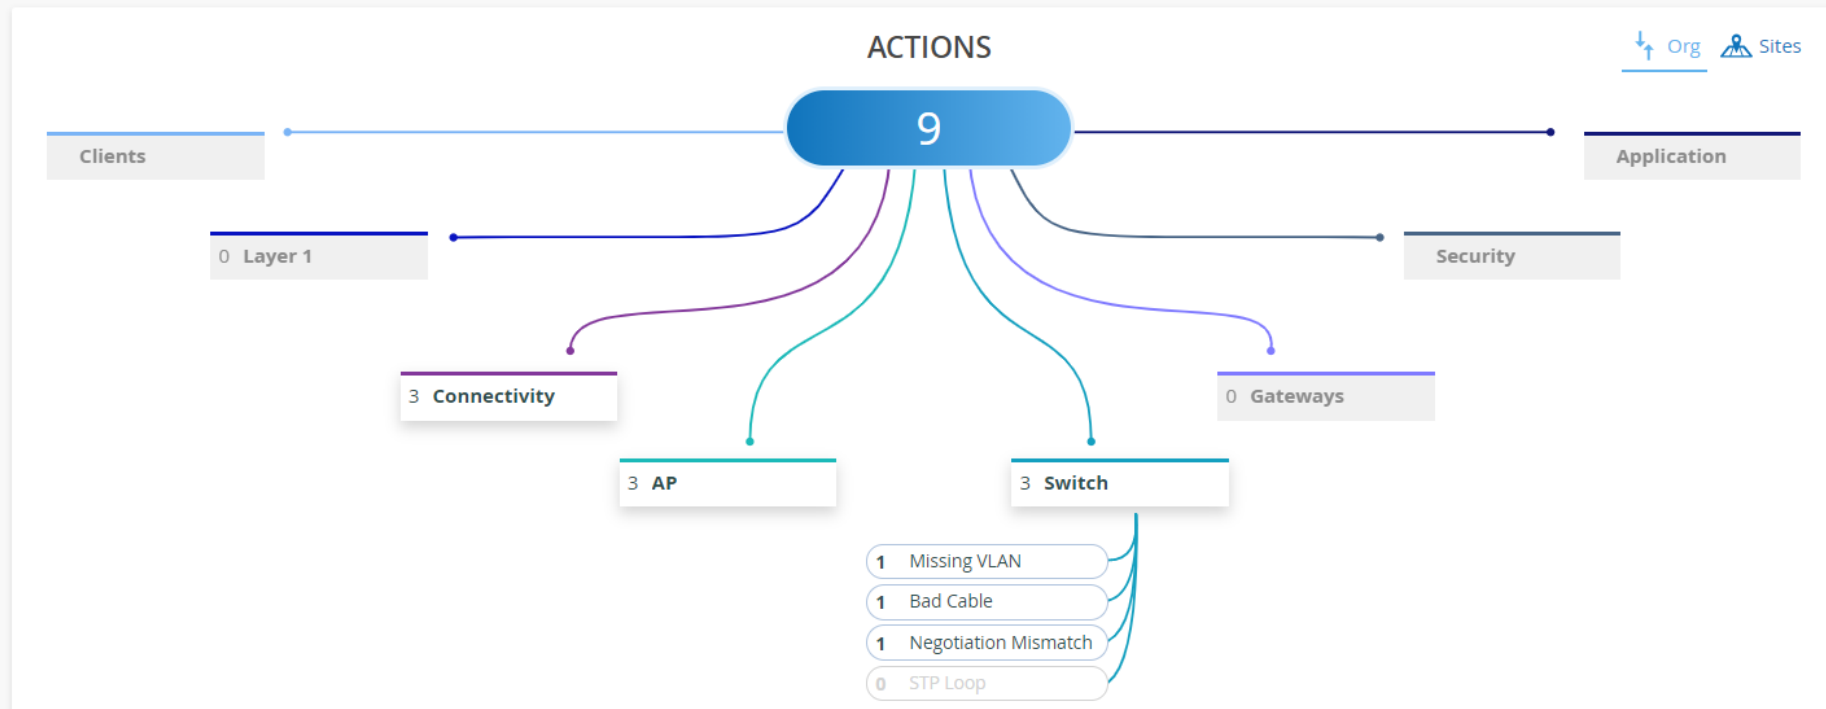 ACTIONS
Org Sites
9
Clients
Application
0 Layer 1
Security
3 Connectivity
0 Gateways
3 AP
3 Switch
1 Missing VLAN
1 Bad Cable
1 Negotiation Mismatch
0 STP Loop